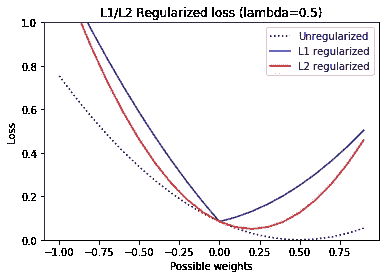 L1/L2 Regularized loss (lambda=0.5)
1.0
0.8
0.6
0.4
0.2
0.0
Loss
Unregularized
L1 regularized
L2 regularized
−1.00 −0.75 −0.50 −0.25 0.00 0.25 0.50 0.75
Possible weights